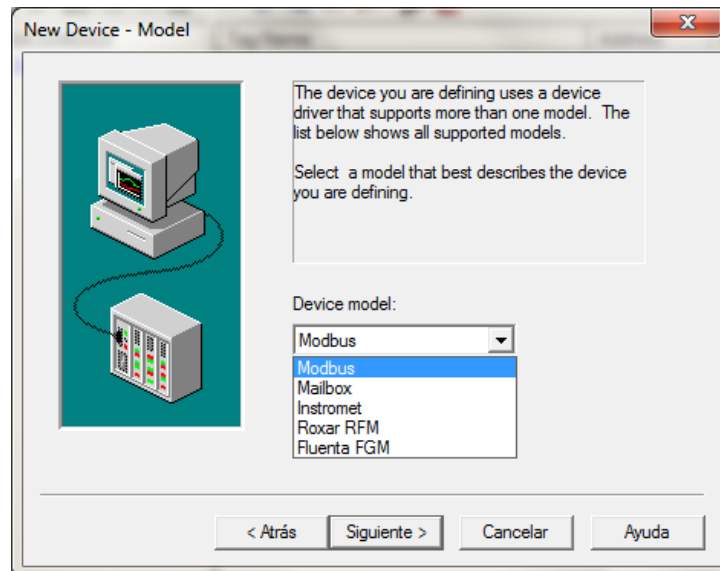 New Device - Model
Tag Name
The device you are defining uses a device
driver that supports more than one model.  The
list below shows all supported models.
Select  a model that best describes the device
you are defining.
Device model:
Modbus
Modbus
Mailbox
Instromet
Roxar RFM
Fluenta FGM
< Atrás
Siguiente >
Cancelar
Ayuda